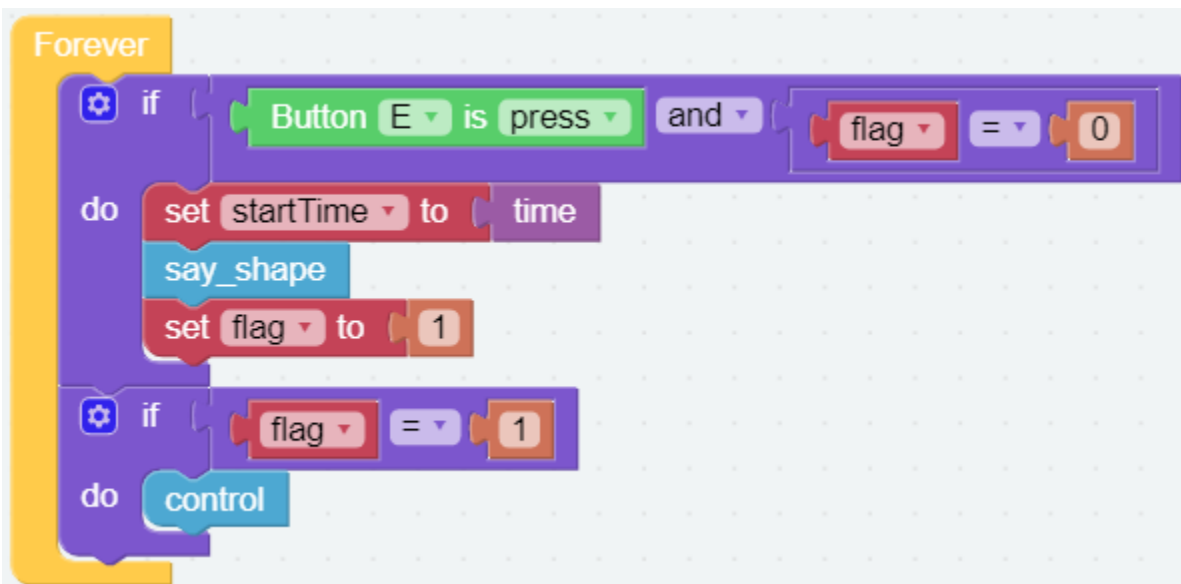 Forever
if Button E is press and flag = 0
do set startTime to time
say_shape
set flag to 1
if flag = 1
do control